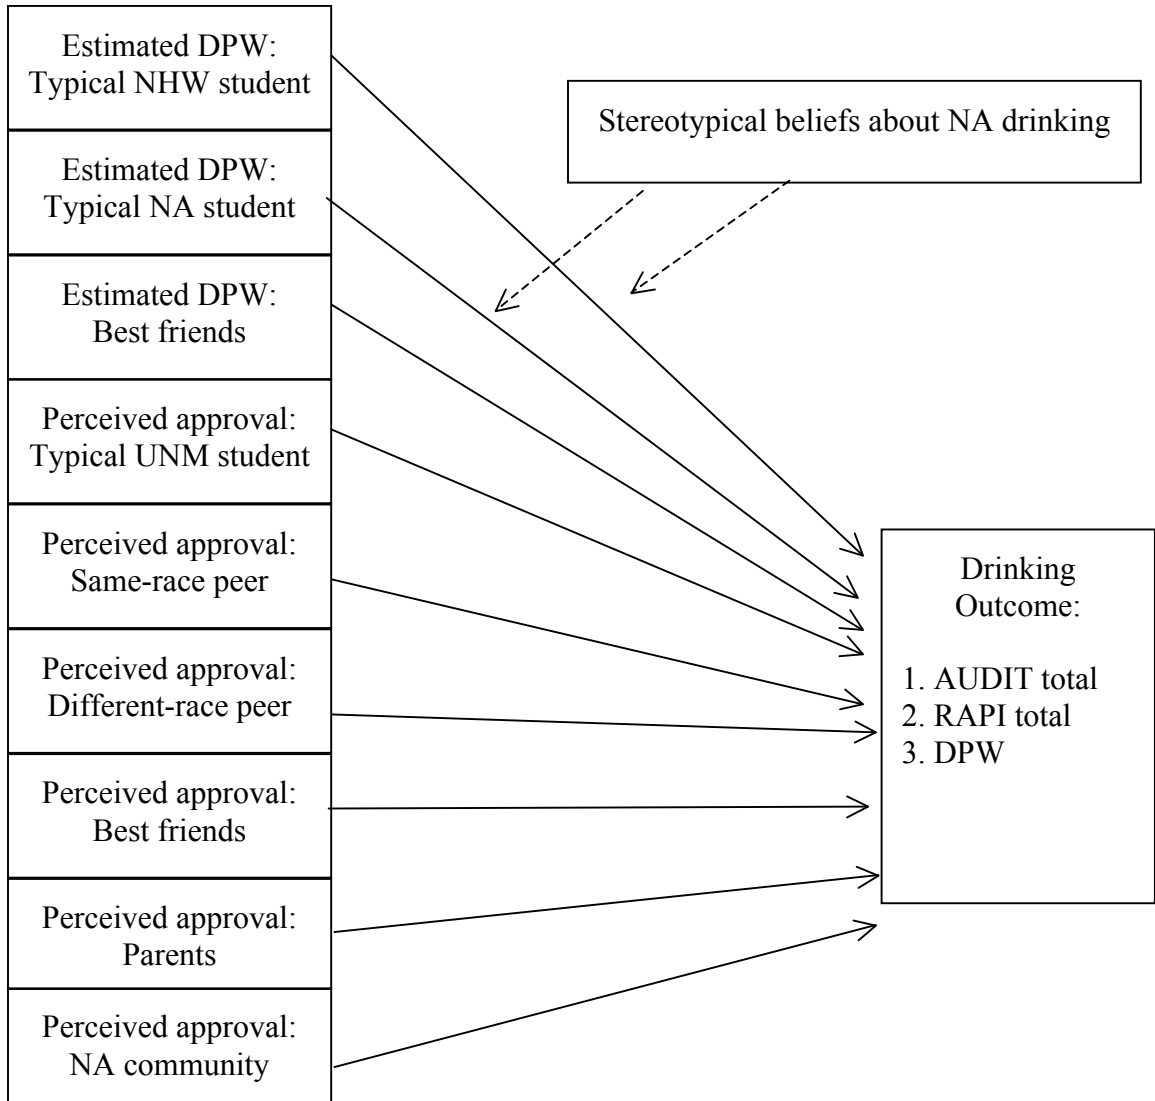 Estimated DPW:
Typical NHW student
Stereotypical beliefs about NA drinking
Estimated DPW:
Typical NA student
Estimated DPW:
Best friends
Perceived approval:
Typical UNM student
Perceived approval:
Same-race peer
Perceived approval:
Different-race peer
Perceived approval:
Best friends
Perceived approval:
Parents
Perceived approval:
NA community
Drinking
Outcome:
1. AUDIT total
2. RAPI total
3. DPW